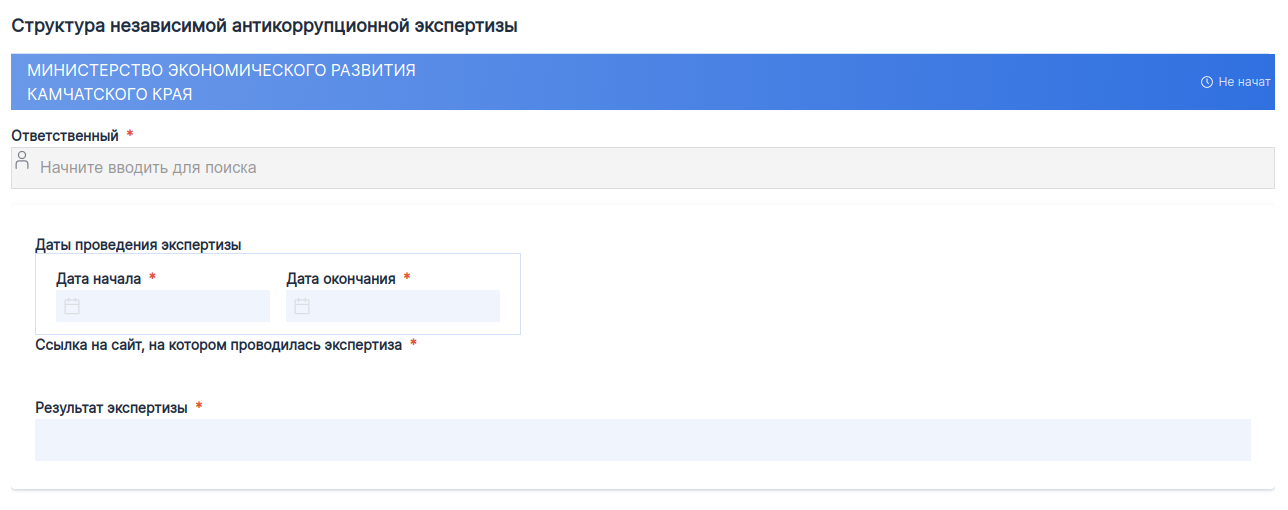 Структура независимой антикоррупционной экспертизы
МИНИСТЕРСТВО ЭКОНОМИЧЕСКОГО РАЗВИТИЯ
КАМЧАТСКОГО КРАЯ
Не начат
Ответственный *
Начните вводить для поиска
Даты проведения экспертизы
Дата начала * Дата окончания *
Ссылка на сайт, на котором проводилась экспертиза *
Результат экспертизы *